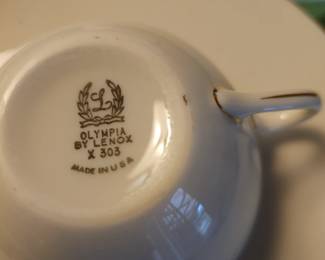 L
OLYMPIA
BY LENOX
X 303
MADE IN U S A